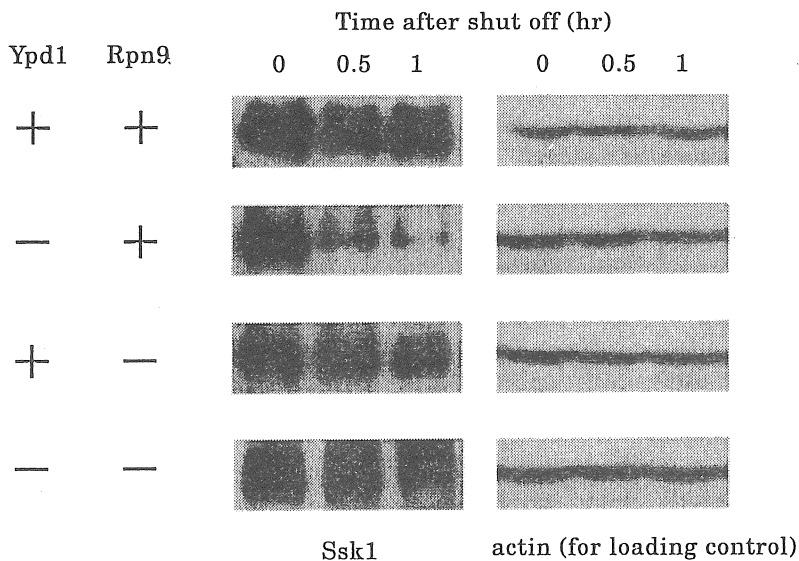 Time after shut off (hr)
Ypd1 Rpn9 0 0.5 1 0 0.5 1
+ +
− +
+ −
− −
Ssk1 actin (for loading control)